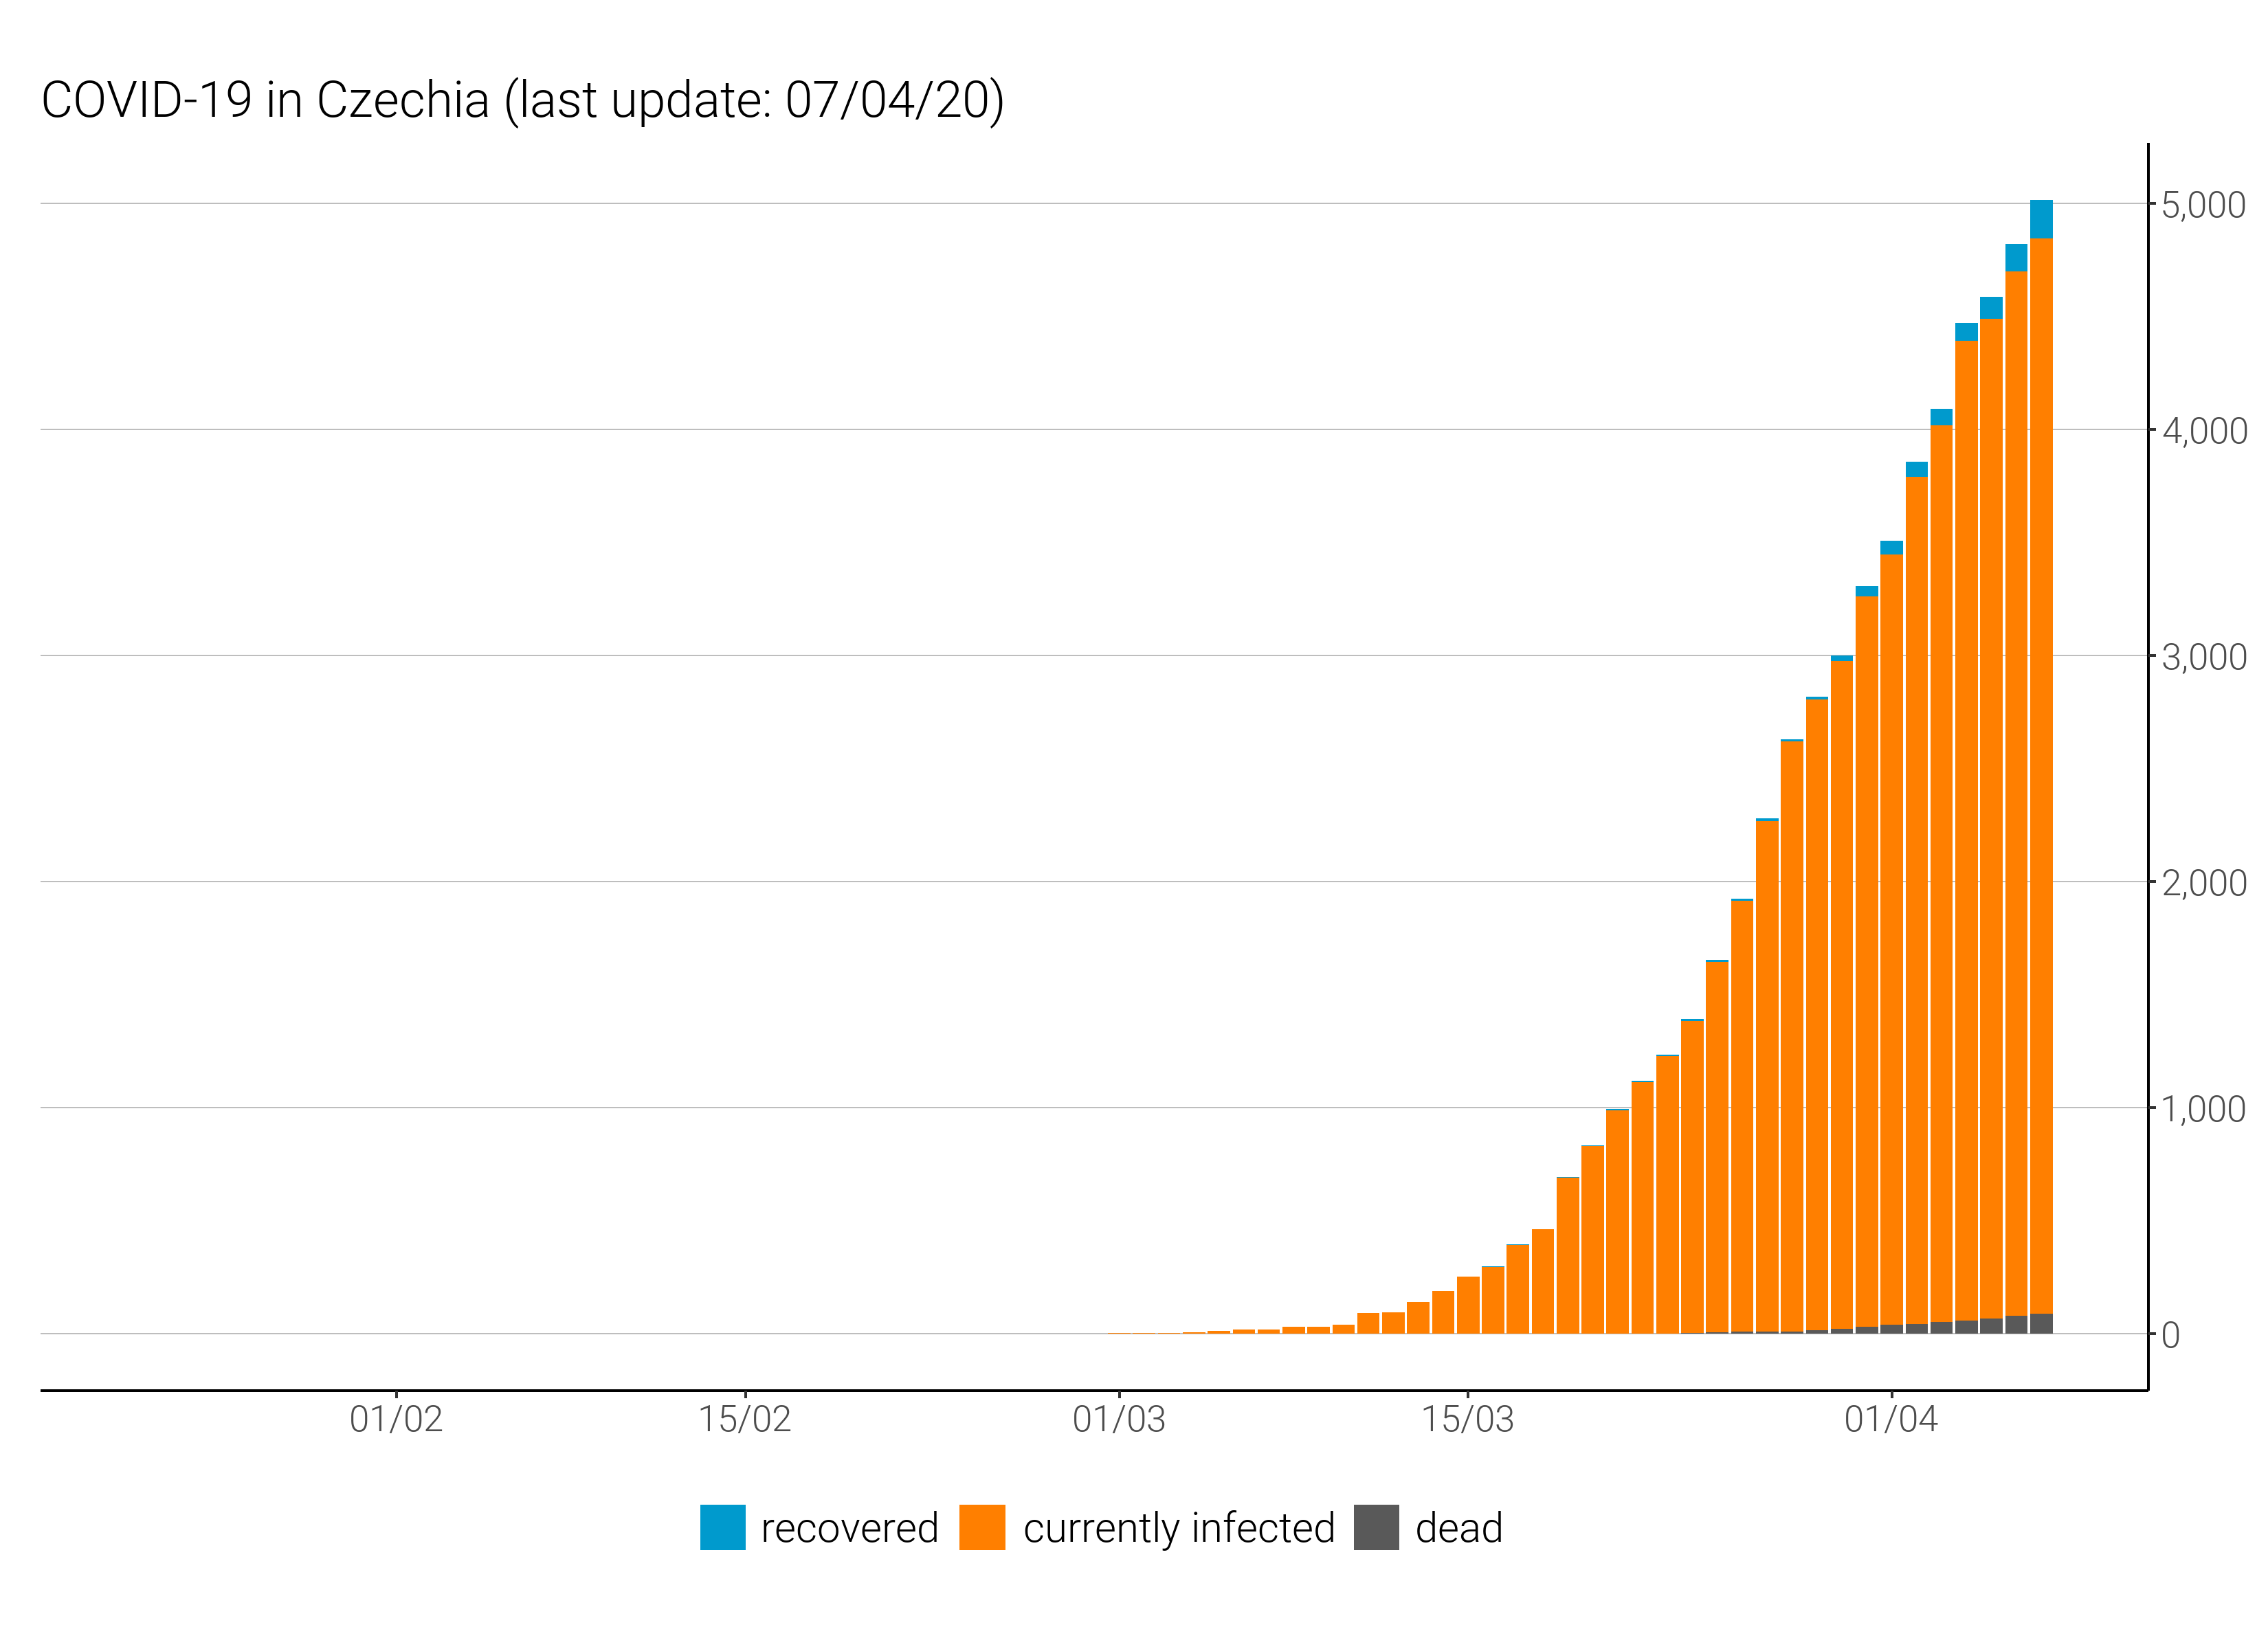 COVID-19 in Czechia (last update: 07/04/20)
5,000
4,000
3,000
2,000
1,000
0
01/02 15/02 01/03 15/03 01/04
recovered currently infected dead